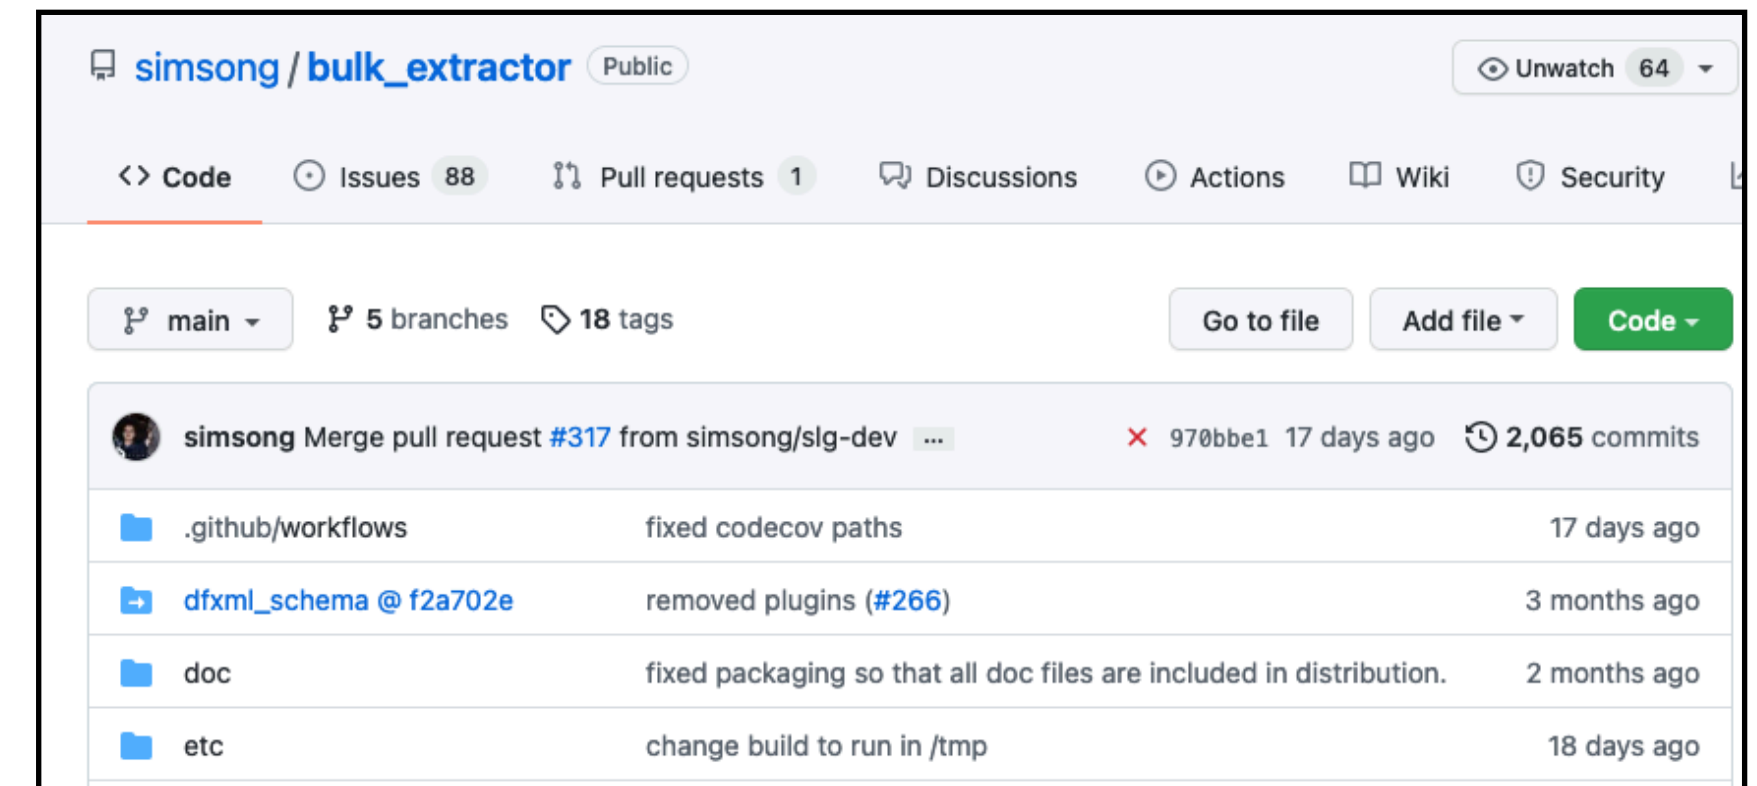 simsong / bulk_extractor Public Unwatch 64
Code Issues 88 Pull requests 1 Discussions Actions Wiki Security
main 5 branches 18 tags Go to file Add file Code
simsong Merge pull request #317 from simsong/slg-dev ... 970bbe1 17 days ago 2,065 commits
.github/workflows fixed codecov paths 17 days ago
dfxml_schema @ f2a702e removed plugins (#266) 3 months ago
doc fixed packaging so that all doc files are included in distribution. 2 months ago
etc change build to run in /tmp 18 days ago